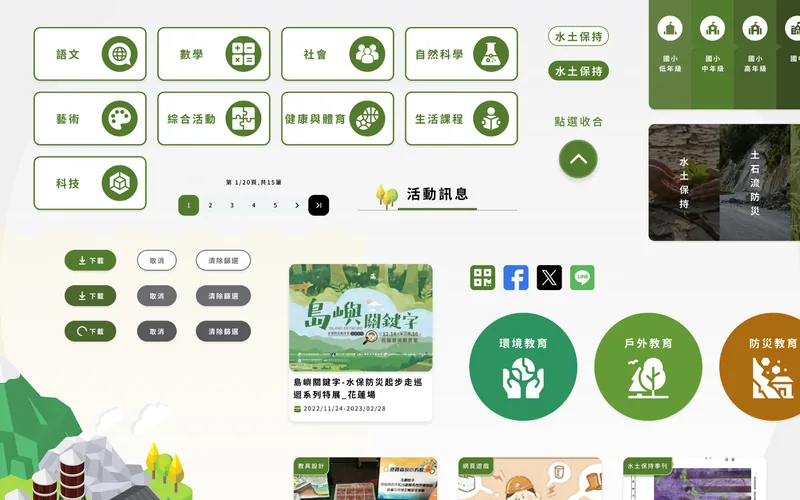 語文
數學
社會
自然科學
藝術
綜合活動
健康與體育
生活課程
科技
第 1/20頁,共15筆
1
2
3
4
5
活動訊息
水土保持
水土保持
點選收合
國小
低年級
國小
中年級
國小
高年級
水土保持
土石流防災
下載
取消
清除篩選
下載
取消
清除篩選
下載
取消
清除篩選
島嶼關鍵字
島嶼關鍵字-水保防災起步走巡
迴系列特展_花蓮場
2022/11/24-2023/02/28
LINE
環境教育
戶外教育
防災教育
教具設計
網頁遊戲
水土保持季刊